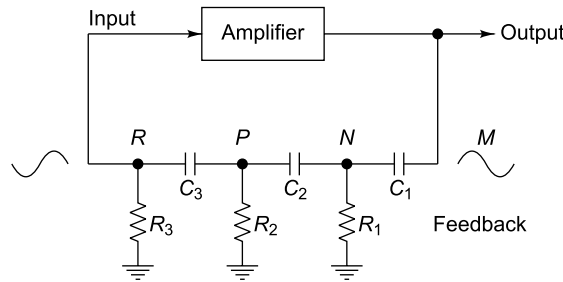 Input
Amplifier
Output
R P N M
C3 C2 C1
R3 R2 R1
Feedback